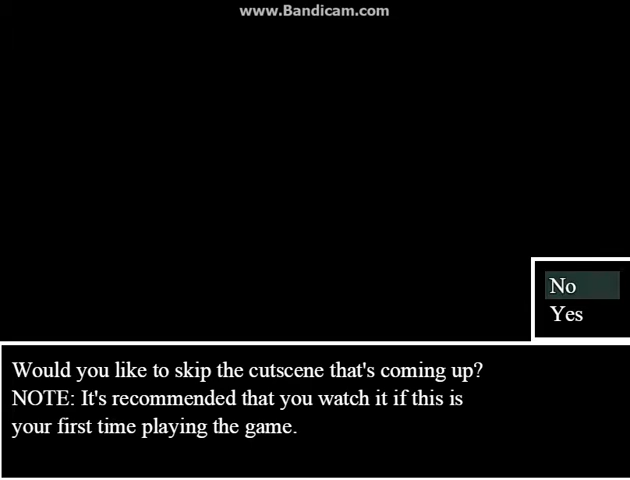 www.Bandicam.com
No
Yes
Would you like to skip the cutscene that's coming up?
NOTE: It's recommended that you watch it if this is
your first time playing the game.